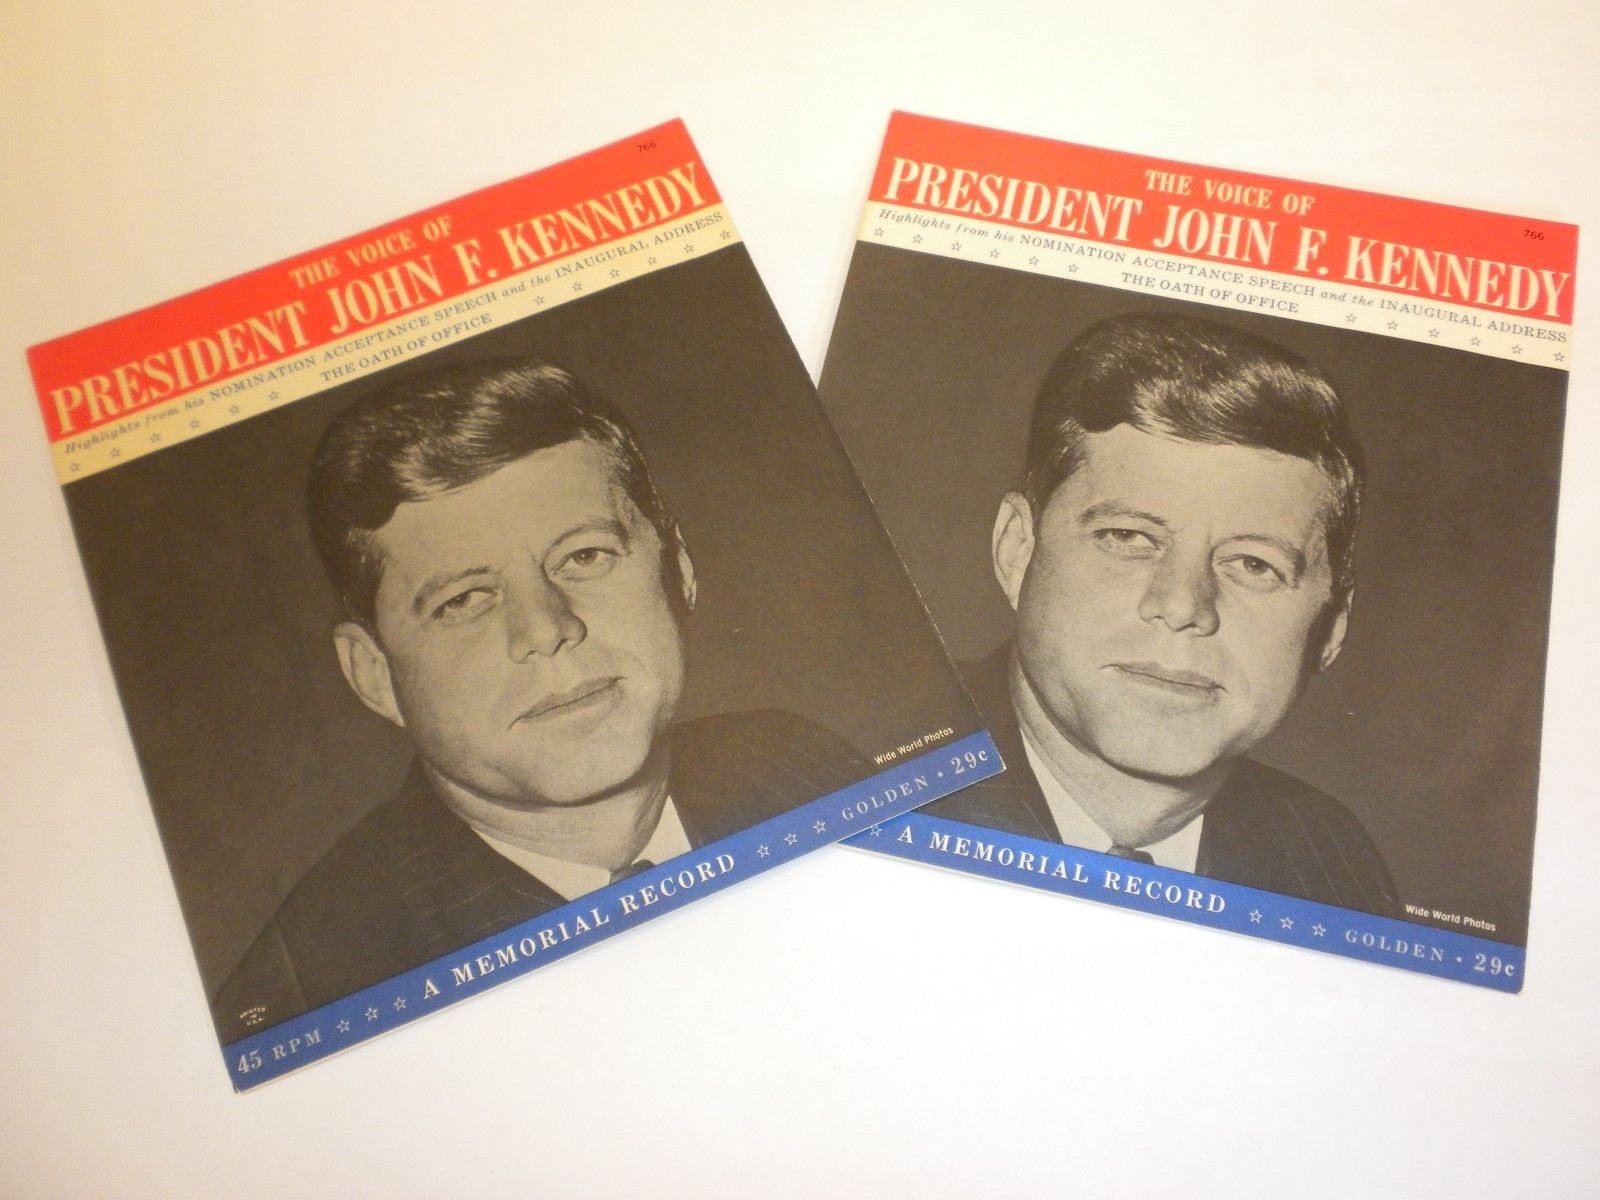 766
THE VOICE OF
PRESIDENT JOHN F. KENNEDY
Highlights from his NOMINATION ACCEPTANCE SPEECH and the INAUGURAL ADDRESS
THE OATH OF OFFICE
Wide World Photos
PRINTED
IN
U.S.A.
45 RPM ☆ ☆ ☆ A MEMORIAL RECORD ☆ ☆ ☆ GOLDEN • 29c
THE VOICE OF
766
PRESIDENT JOHN F. KENNEDY
Highlights from his NOMINATION ACCEPTANCE SPEECH and the INAUGURAL ADDRESS
THE OATH OF OFFICE
Wide World Photos
☆ A MEMORIAL RECORD ☆ ☆ ☆ GOLDEN • 29c